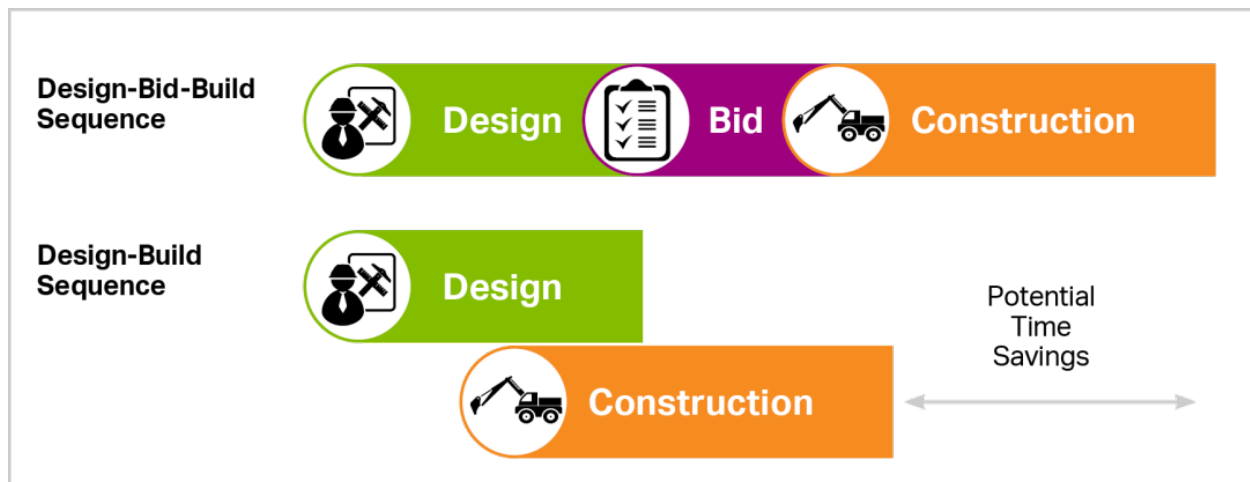 Design-Bid-Build
Sequence
Design
Bid
Construction
Design-Build
Sequence
Design
Construction
Potential
Time
Savings